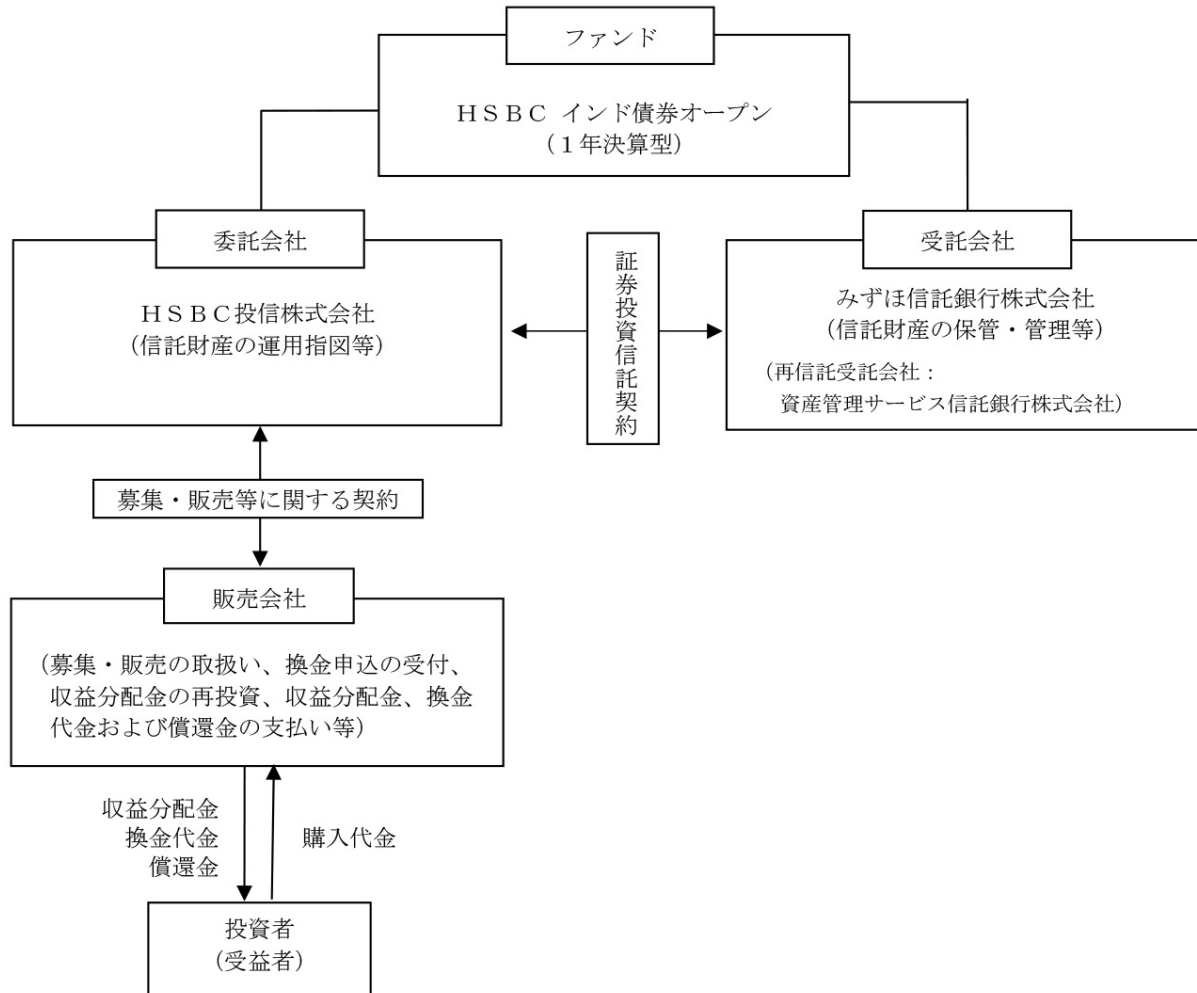 ファンド
ＨＳＢＣ インド債券オープン
（１年決算型）
委託会社
ＨＳＢＣ投信株式会社
（信託財産の運用指図等）
証券投資信託契約
受託会社
みずほ信託銀行株式会社
（信託財産の保管・管理等）
（再信託受託会社：
資産管理サービス信託銀行株式会社）
募集・販売等に関する契約
販売会社
（募集・販売の取扱い、換金申込の受付、
収益分配金の再投資、収益分配金、換金
代金および償還金の支払い等）
収益分配金
換金代金
償還金
購入代金
投資者
（受益者）